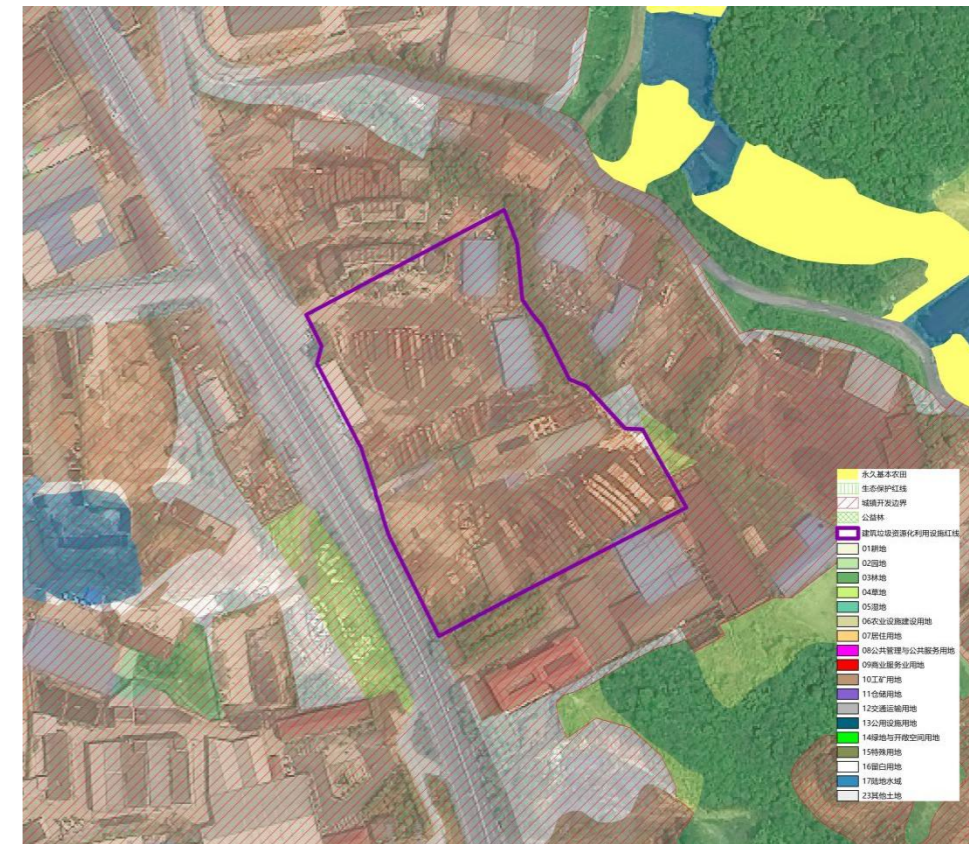 永久基本农田
生态保护红线
城镇开发边界
公益林
建筑垃圾资源化利用设施红线
01耕地
02园地
03林地
04草地
05湿地
06农业设施建设用地
07居住用地
08公共管理与公共服务用地
09商业服务业用地
10工矿用地
11仓储用地
12交通运输用地
13公用设施用地
14绿地与开敞空间用地
15特殊用地
16留白用地
17陆地水域
23其他土地